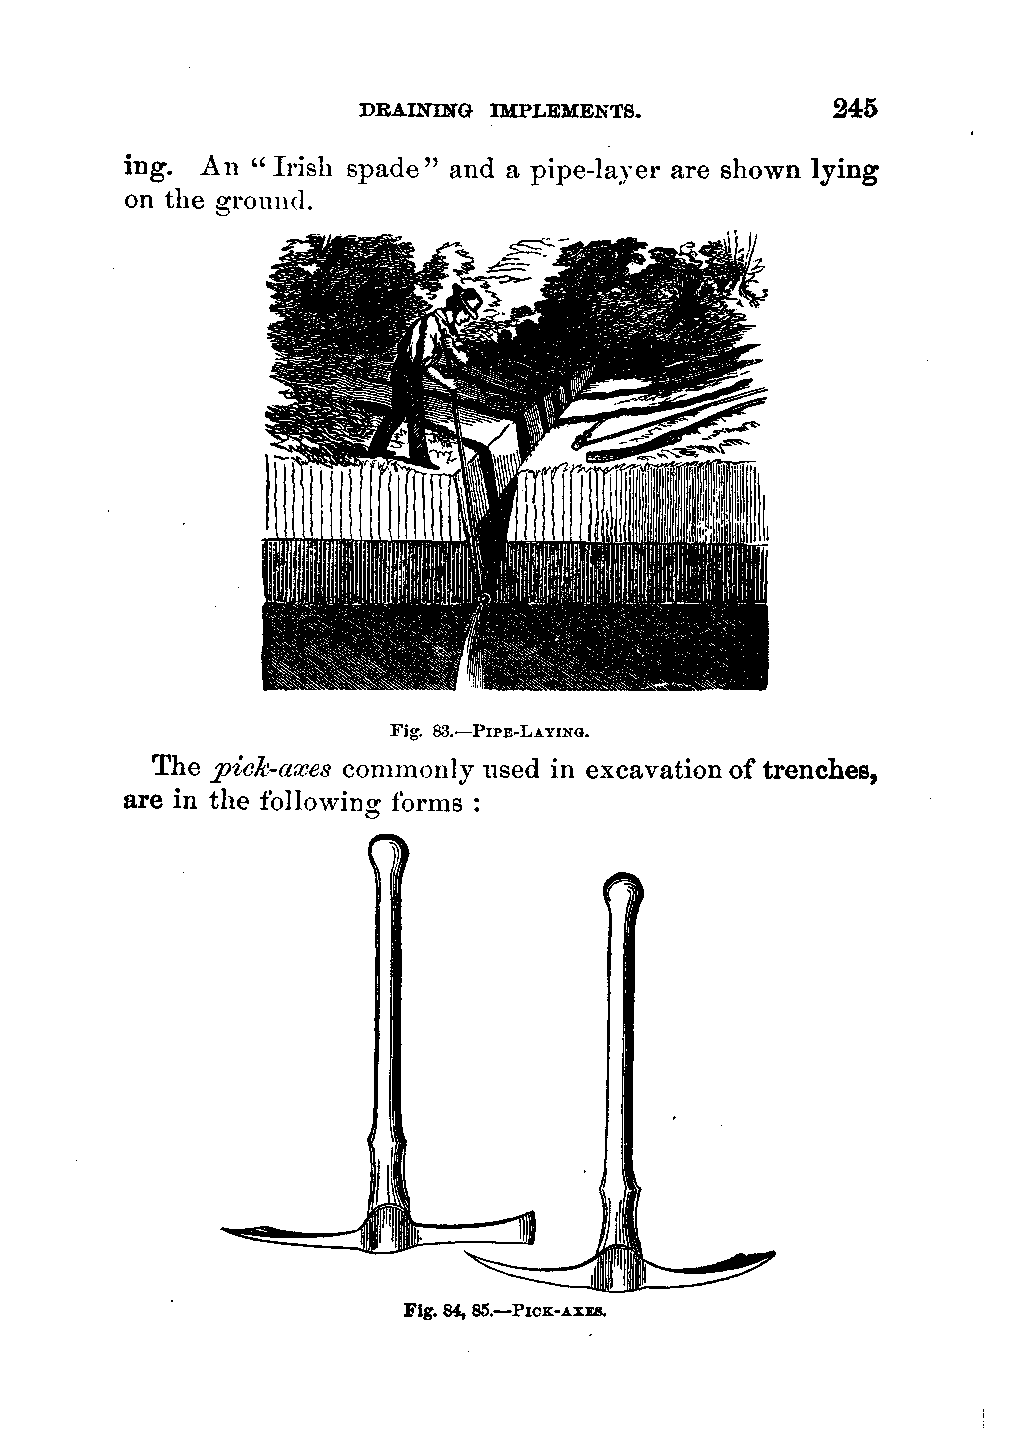 DRAINING IMPLEMENTS. 245
ing. An “Irish spade” and a pipe-layer are shown lying
on the ground.
Fig. 83.—Pipe-Laying.
The pick-axes commonly used in excavation of trenches,
are in the following forms :
Fig. 84, 85.—Pick-axes.